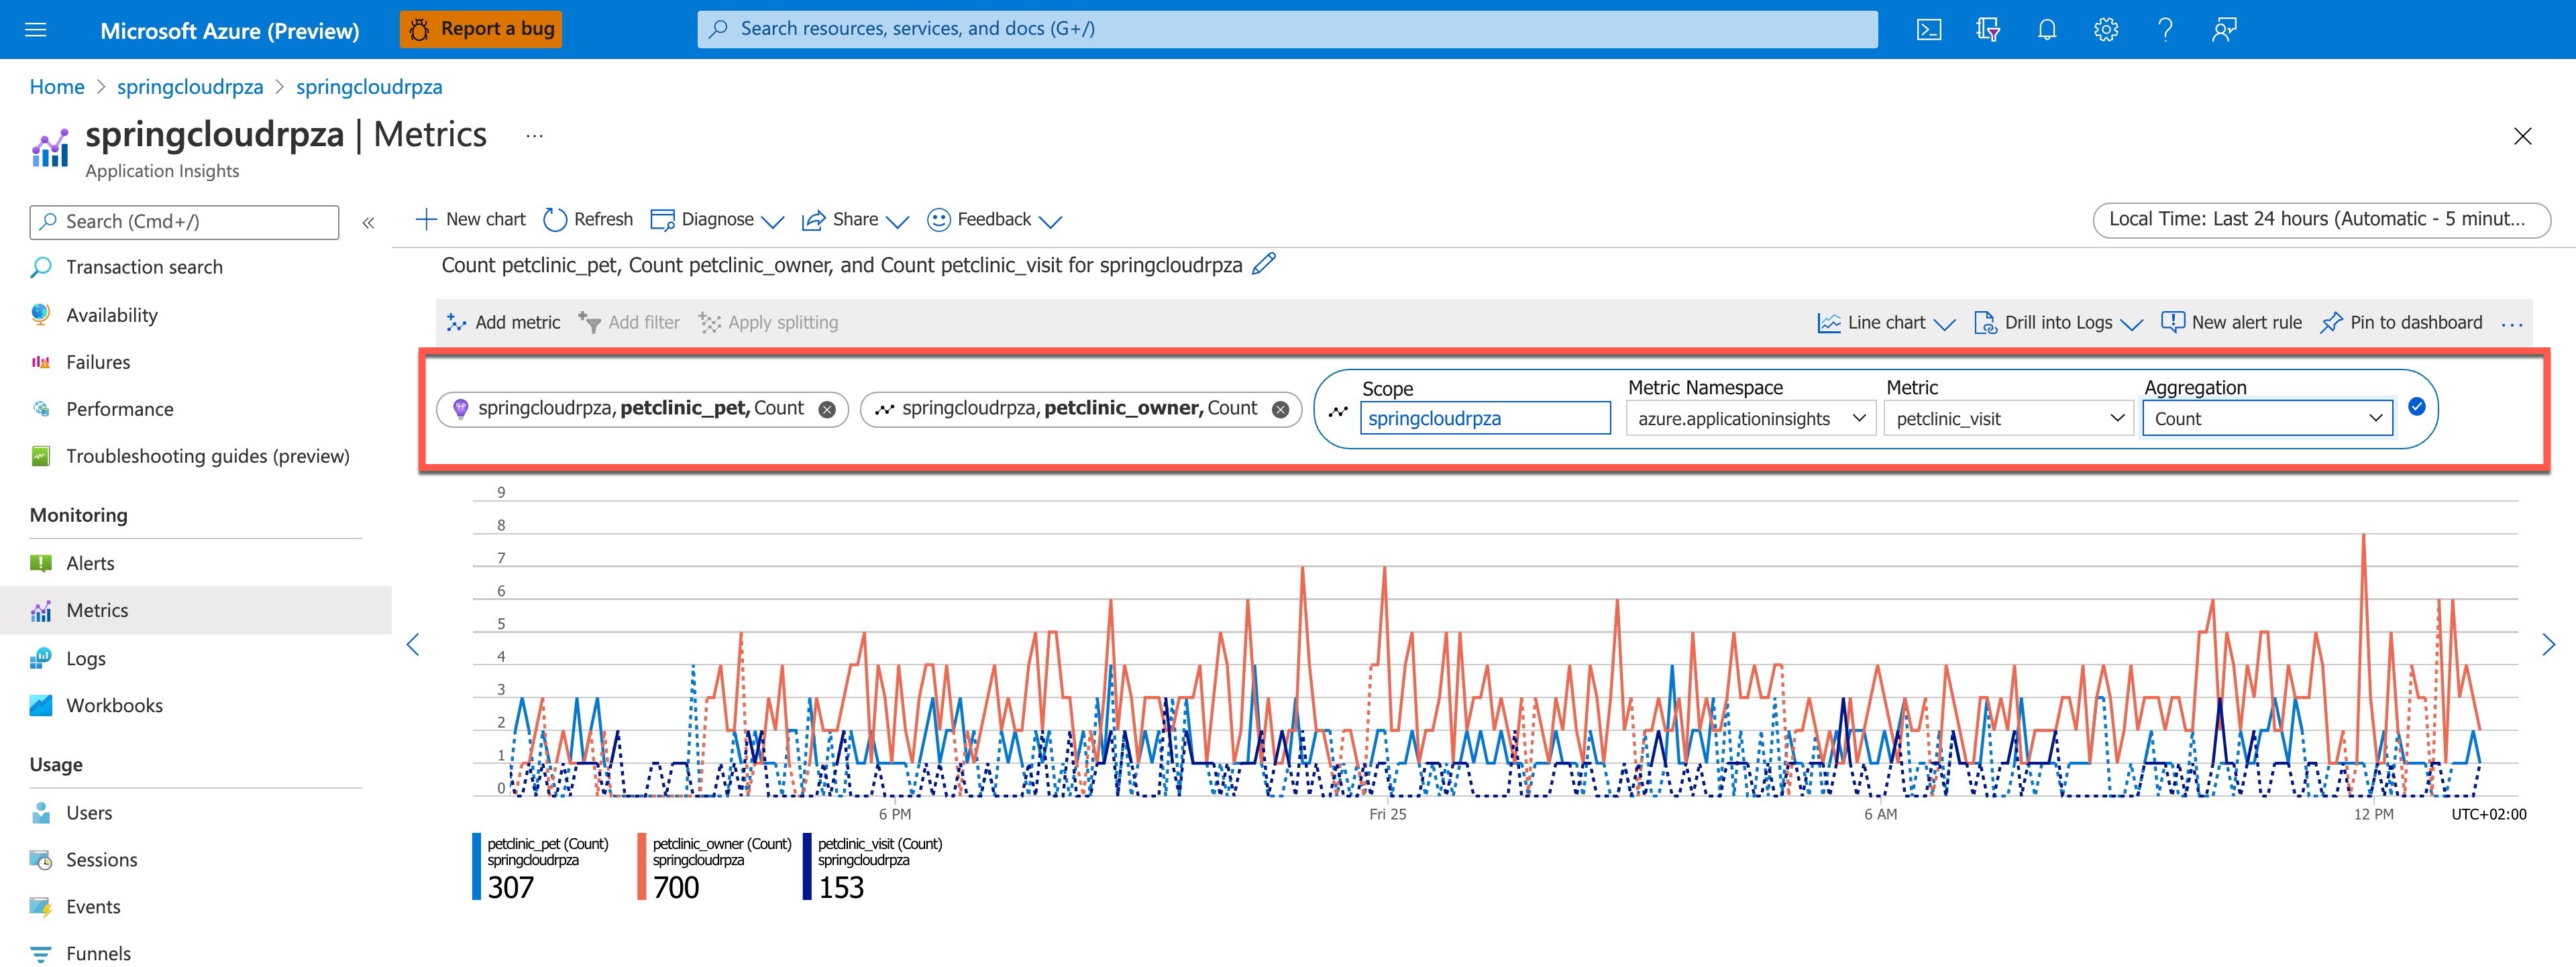 Microsoft Azure (Preview)
Report a bug
Search resources, services, and docs (G+/)
Home > springcloudrpza > springcloudrpza
springcloudrpza | Metrics ...
Application Insights
Search (Cmd+/)
«
New chart
Refresh
Diagnose
Share
Feedback
Local Time: Last 24 hours (Automatic - 5 minut...
Transaction search
Availability
Failures
Performance
Troubleshooting guides (preview)
Monitoring
Alerts
Metrics
Logs
Workbooks
Usage
Users
Sessions
Events
Funnels
Count petclinic_pet, Count petclinic_owner, and Count petclinic_visit for springcloudrpza
Add metric
Add filter
Apply splitting
Line chart
Drill into Logs
New alert rule
Pin to dashboard
...
springcloudrpza, petclinic_pet, Count
springcloudrpza, petclinic_owner, Count
Scope
springcloudrpza
Metric Namespace
azure.applicationinsights
Metric
petclinic_visit
Aggregation
Count
9
8
7
6
5
4
3
2
1
0
6 PM
Fri 25
6 AM
12 PM
UTC+02:00
petclinic_pet (Count)
springcloudrpza
307
petclinic_owner (Count)
springcloudrpza
700
petclinic_visit (Count)
springcloudrpza
153